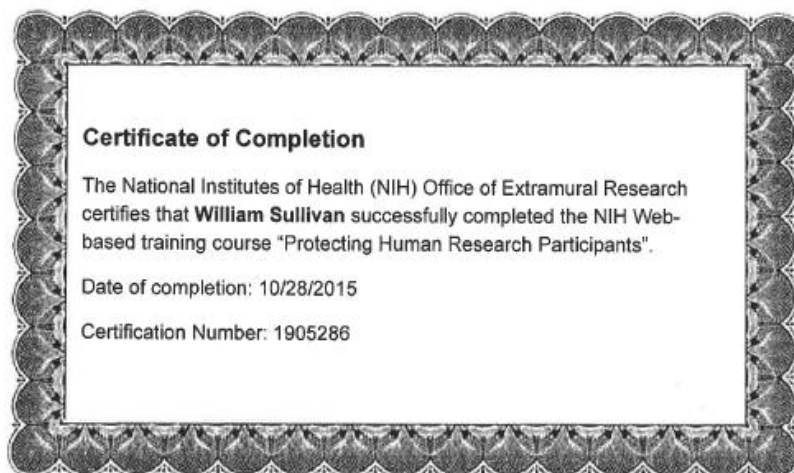 Certificate of Completion
The National Institutes of Health (NIH) Office of Extramural Research
certifies that William Sullivan successfully completed the NIH Web-
based training course "Protecting Human Research Participants".
Date of completion: 10/28/2015
Certification Number: 1905286